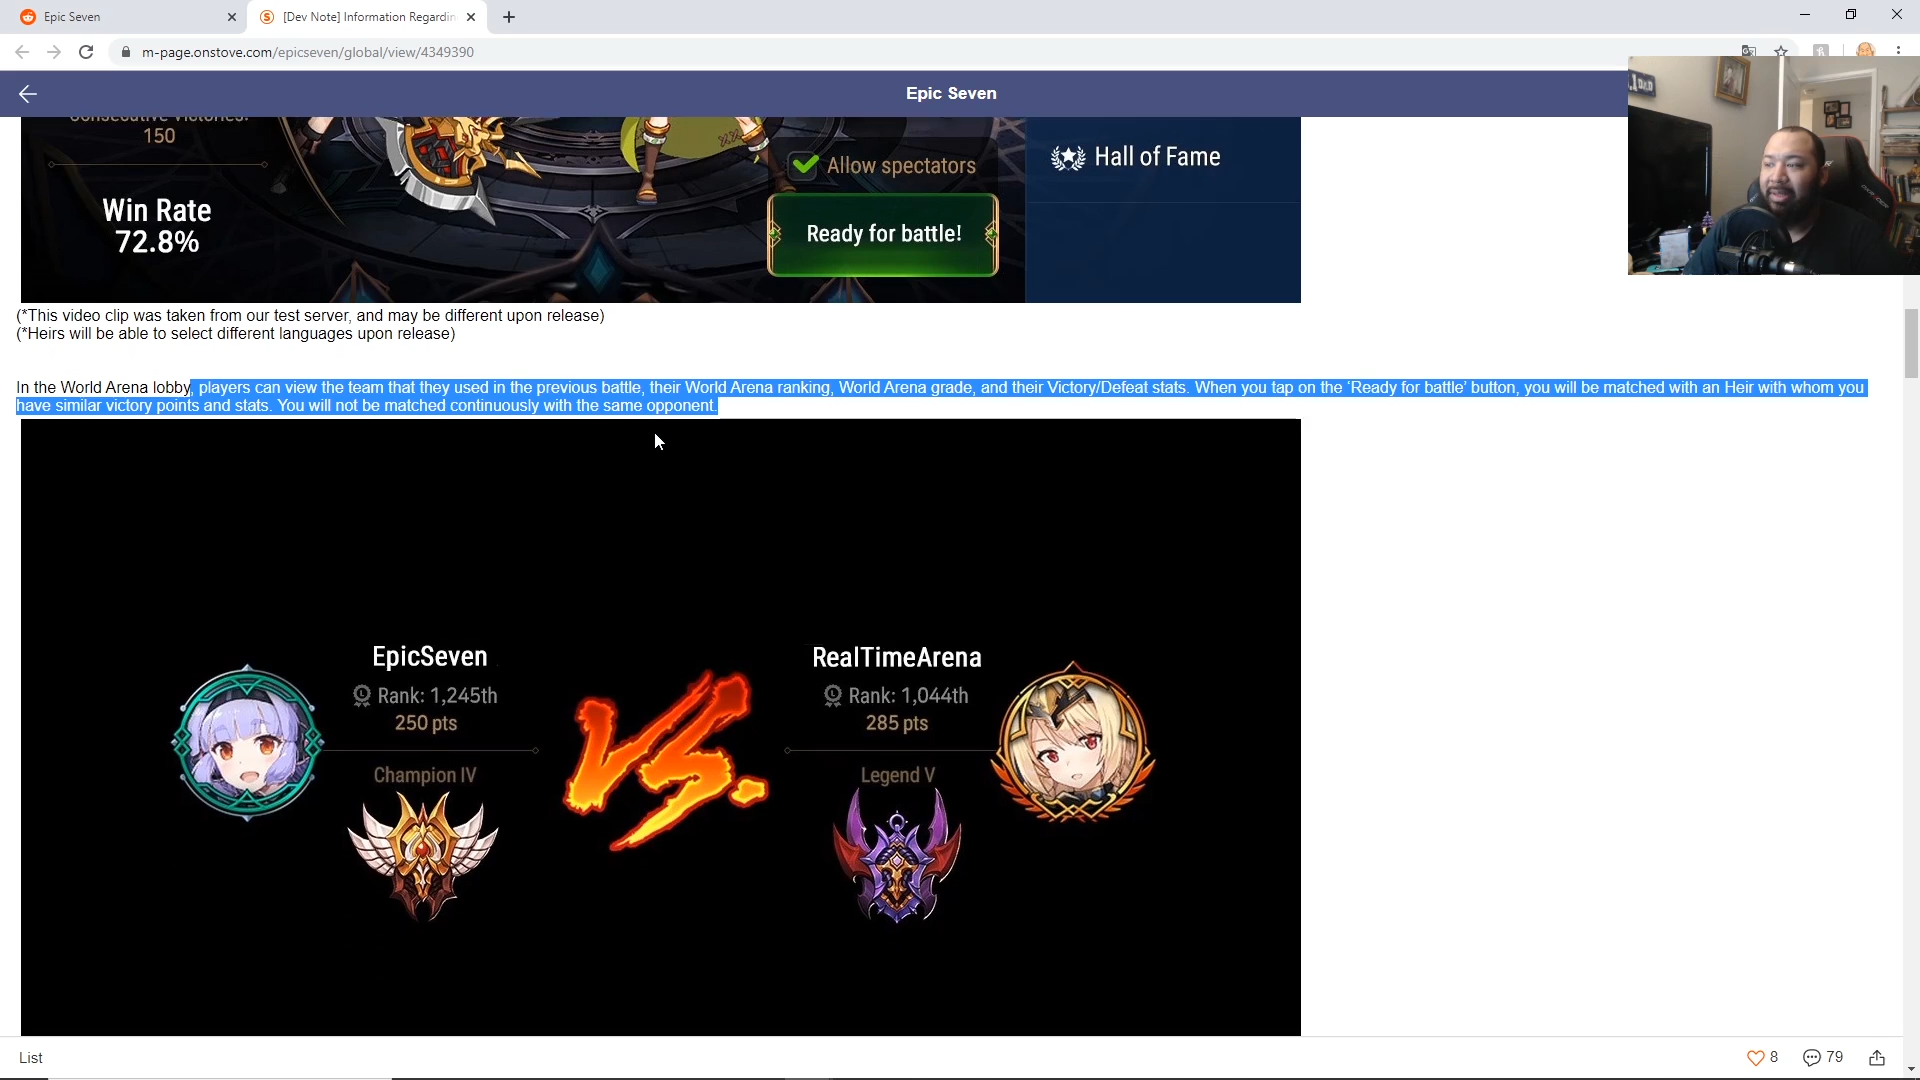 Epic Seven
[Dev Note] Information Regardin
m-page.onstove.com/epicseven/global/view/4349390
Epic Seven
Consecutive Victories:
150
Win Rate
72.8%
Allow spectators
Ready for battle!
Hall of Fame
(*This video clip was taken from our test server, and may be different upon release)
(*Heirs will be able to select different languages upon release)
In the World Arena lobby, players can view the team that they used in the previous battle, their World Arena ranking, World Arena grade, and their Victory/Defeat stats. When you tap on the ‘Ready for battle’ button, you will be matched with an Heir with whom you
have similar victory points and stats. You will not be matched continuously with the same opponent.
EpicSeven
Rank: 1,245th
250 pts
Champion IV
VS.
RealTimeArena
Rank: 1,044th
285 pts
Legend V
List
8
79